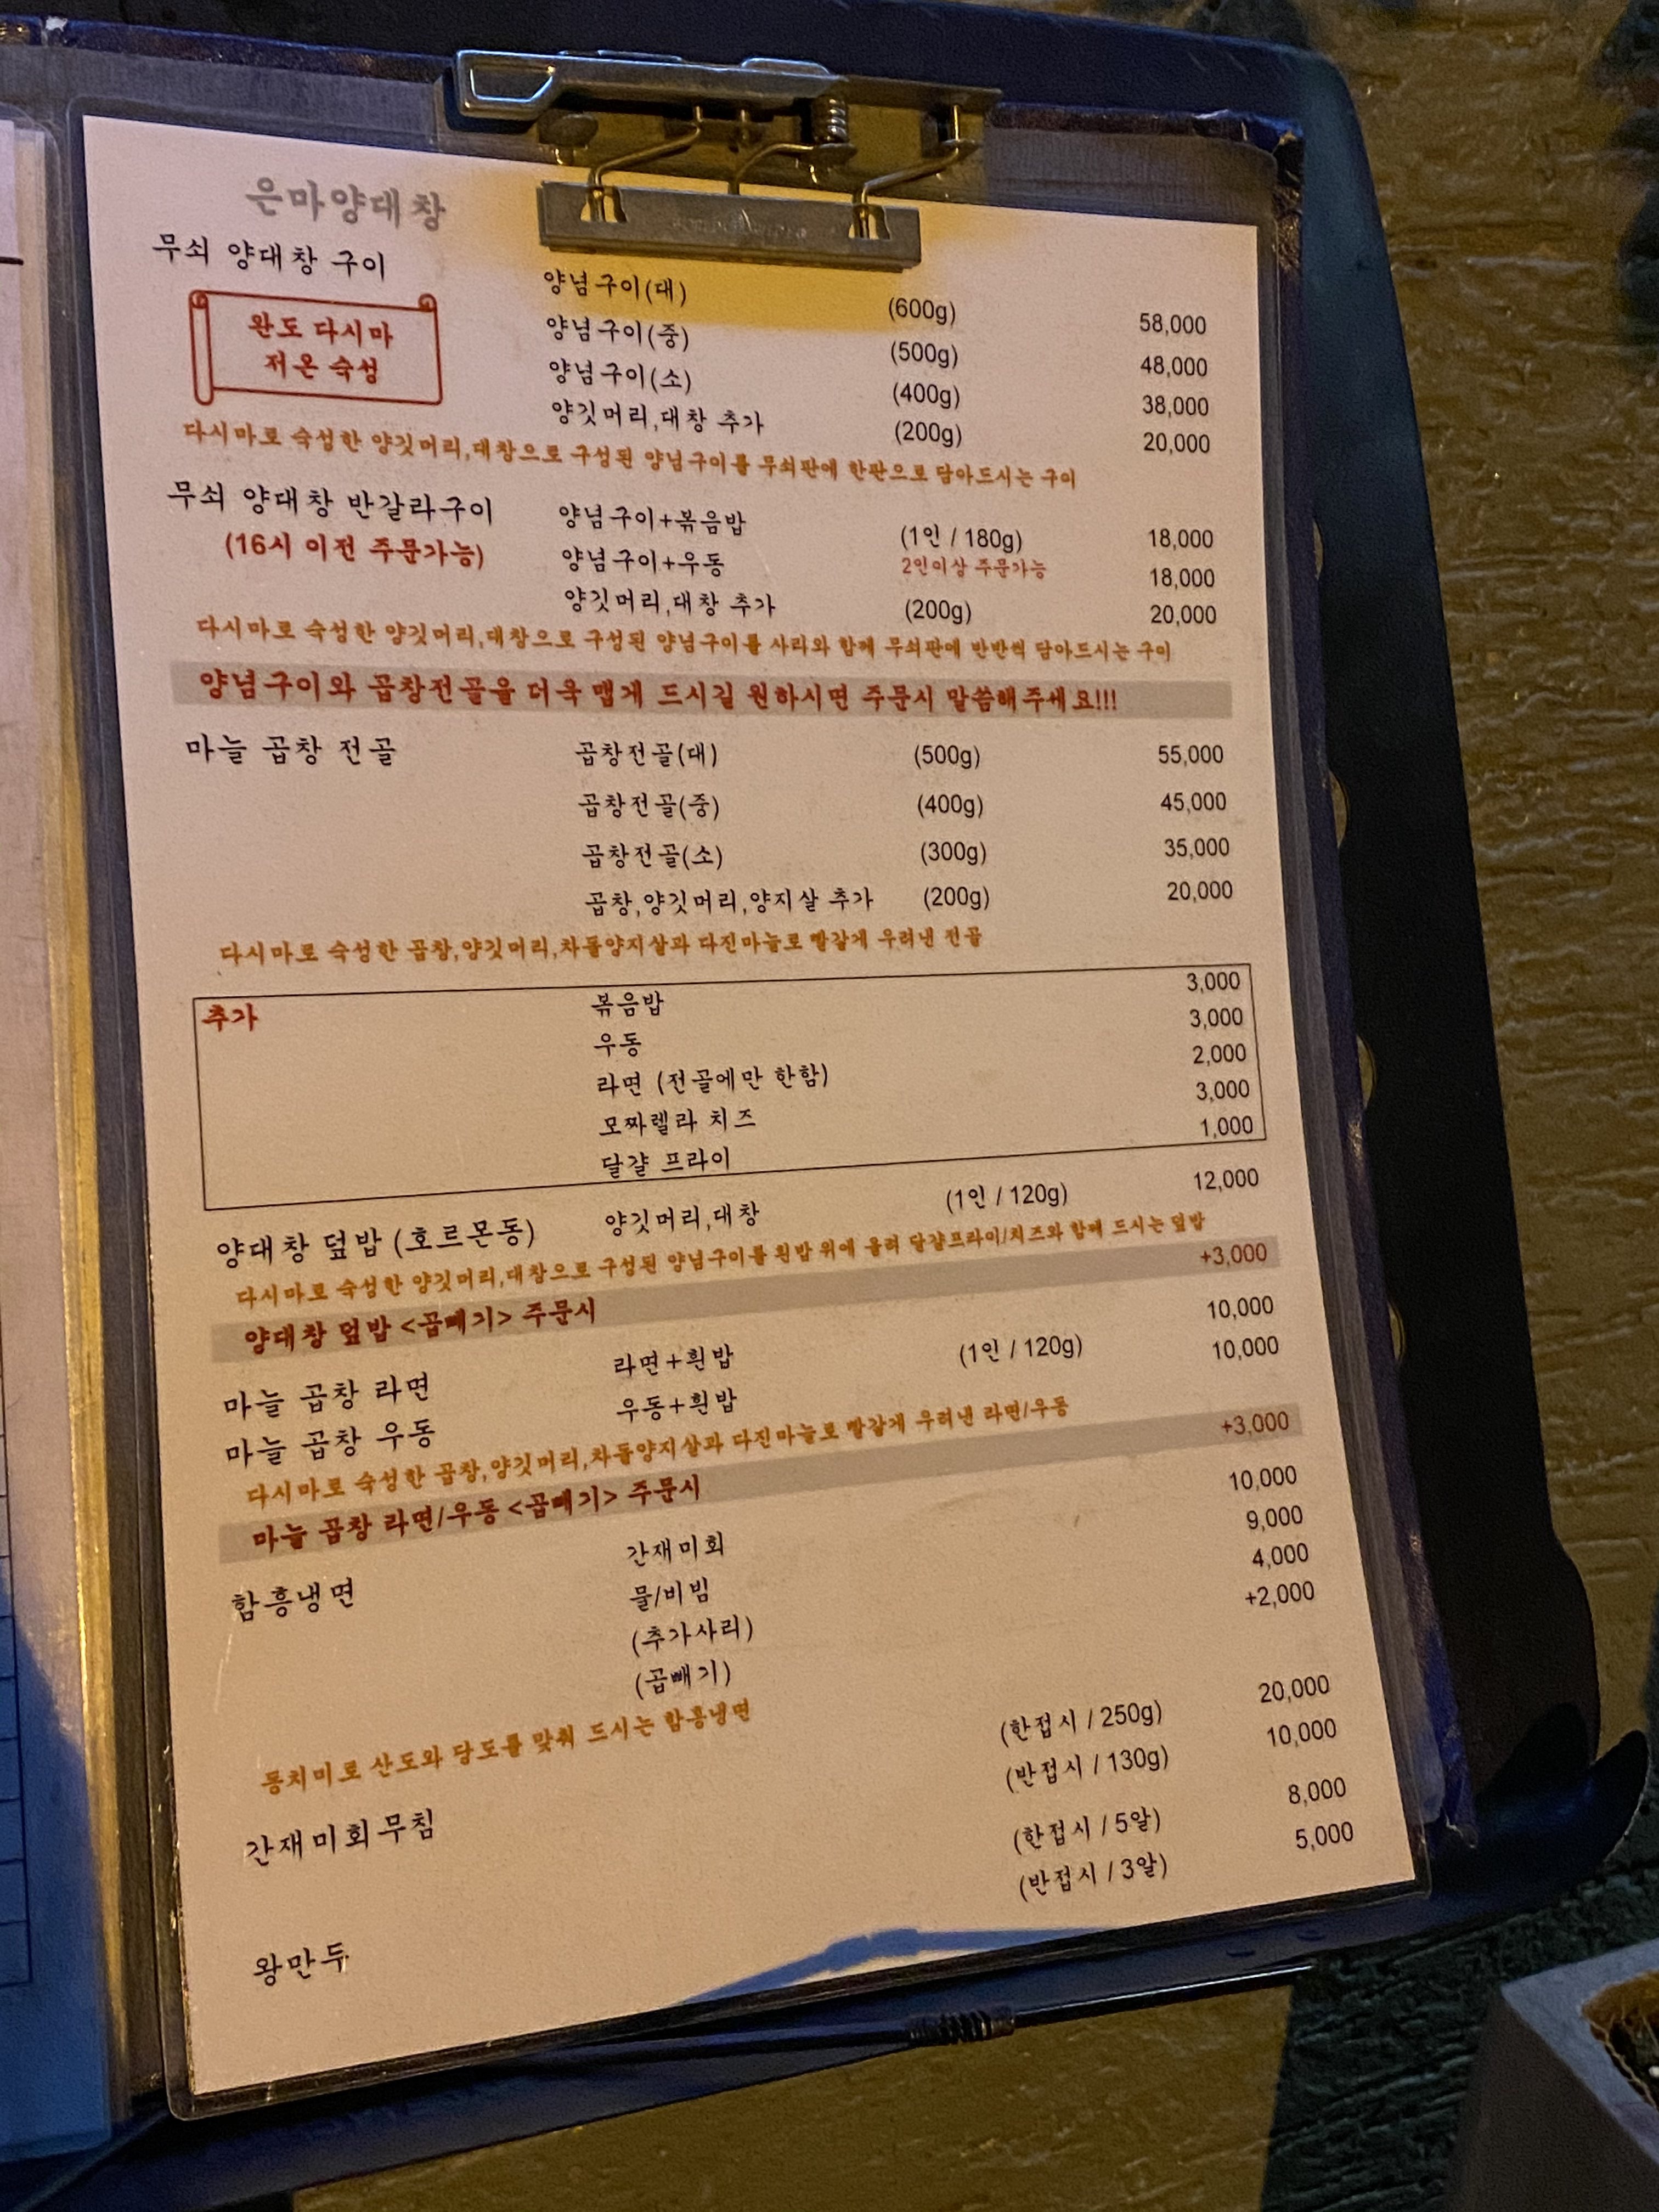 은마양대창
무쇠 양대창 구이
완도 다시마
저온 숙성
양념구이(대) (600g) 58,000
양념구이(중) (500g) 48,000
양념구이(소) (400g) 38,000
양깃머리,대창 추가 (200g) 20,000
다시마로 숙성한 양깃머리,대창으로 구성된 양념구이를 무쇠판에 한판으로 담아드시는 구이
무쇠 양대창 반갈라구이 양념구이+볶음밥 (1인 / 180g) 18,000
(16시 이전 주문가능) 양념구이+우동 2인이상 주문가능 18,000
양깃머리,대창 추가 (200g) 20,000
다시마로 숙성한 양깃머리,대창으로 구성된 양념구이를 사리와 함께 무쇠판에 반반씩 담아드시는 구이
양념구이와 곱창전골을 더욱 맵게 드시길 원하시면 주문시 말씀해주세요!!!
마늘 곱창 전골 곱창전골(대) (500g) 55,000
곱창전골(중) (400g) 45,000
곱창전골(소) (300g) 35,000
곱창,양깃머리,양지살 추가 (200g) 20,000
다시마로 숙성한 곱창,양깃머리,차돌양지살과 다진마늘로 빨갛게 우려낸 전골
추가 볶음밥 3,000
우동 3,000
라면 (전골에만 한함) 2,000
모짜렐라 치즈 3,000
달걀 프라이 1,000
양대창 덮밥 (호르몬동) 양깃머리,대창 (1인 / 120g) 12,000
다시마로 숙성한 양깃머리,대창으로 구성된 양념구이를 흰밥 위에 올려 달걀프라이/치즈와 함께 드시는 덮밥
양대창 덮밥 <곱빼기> 주문시 +3,000
마늘 곱창 라면 라면+흰밥 (1인 / 120g) 10,000
마늘 곱창 우동 우동+흰밥 10,000
다시마로 숙성한 곱창,양깃머리,차돌양지살과 다진마늘로 빨갛게 우려낸 라면/우동
마늘 곱창 라면/우동 <곱빼기> 주문시 +3,000
함흥냉면 간재미회 10,000
물/비빔 9,000
(추가사리) 4,000
(곱빼기) +2,000
동치미로 산도와 당도를 맞춰 드시는 함흥냉면
간재미회무침 (한접시 / 250g) 20,000
(반접시 / 130g) 10,000
왕만두 (한접시 / 5알) 8,000
(반접시 / 3알) 5,000